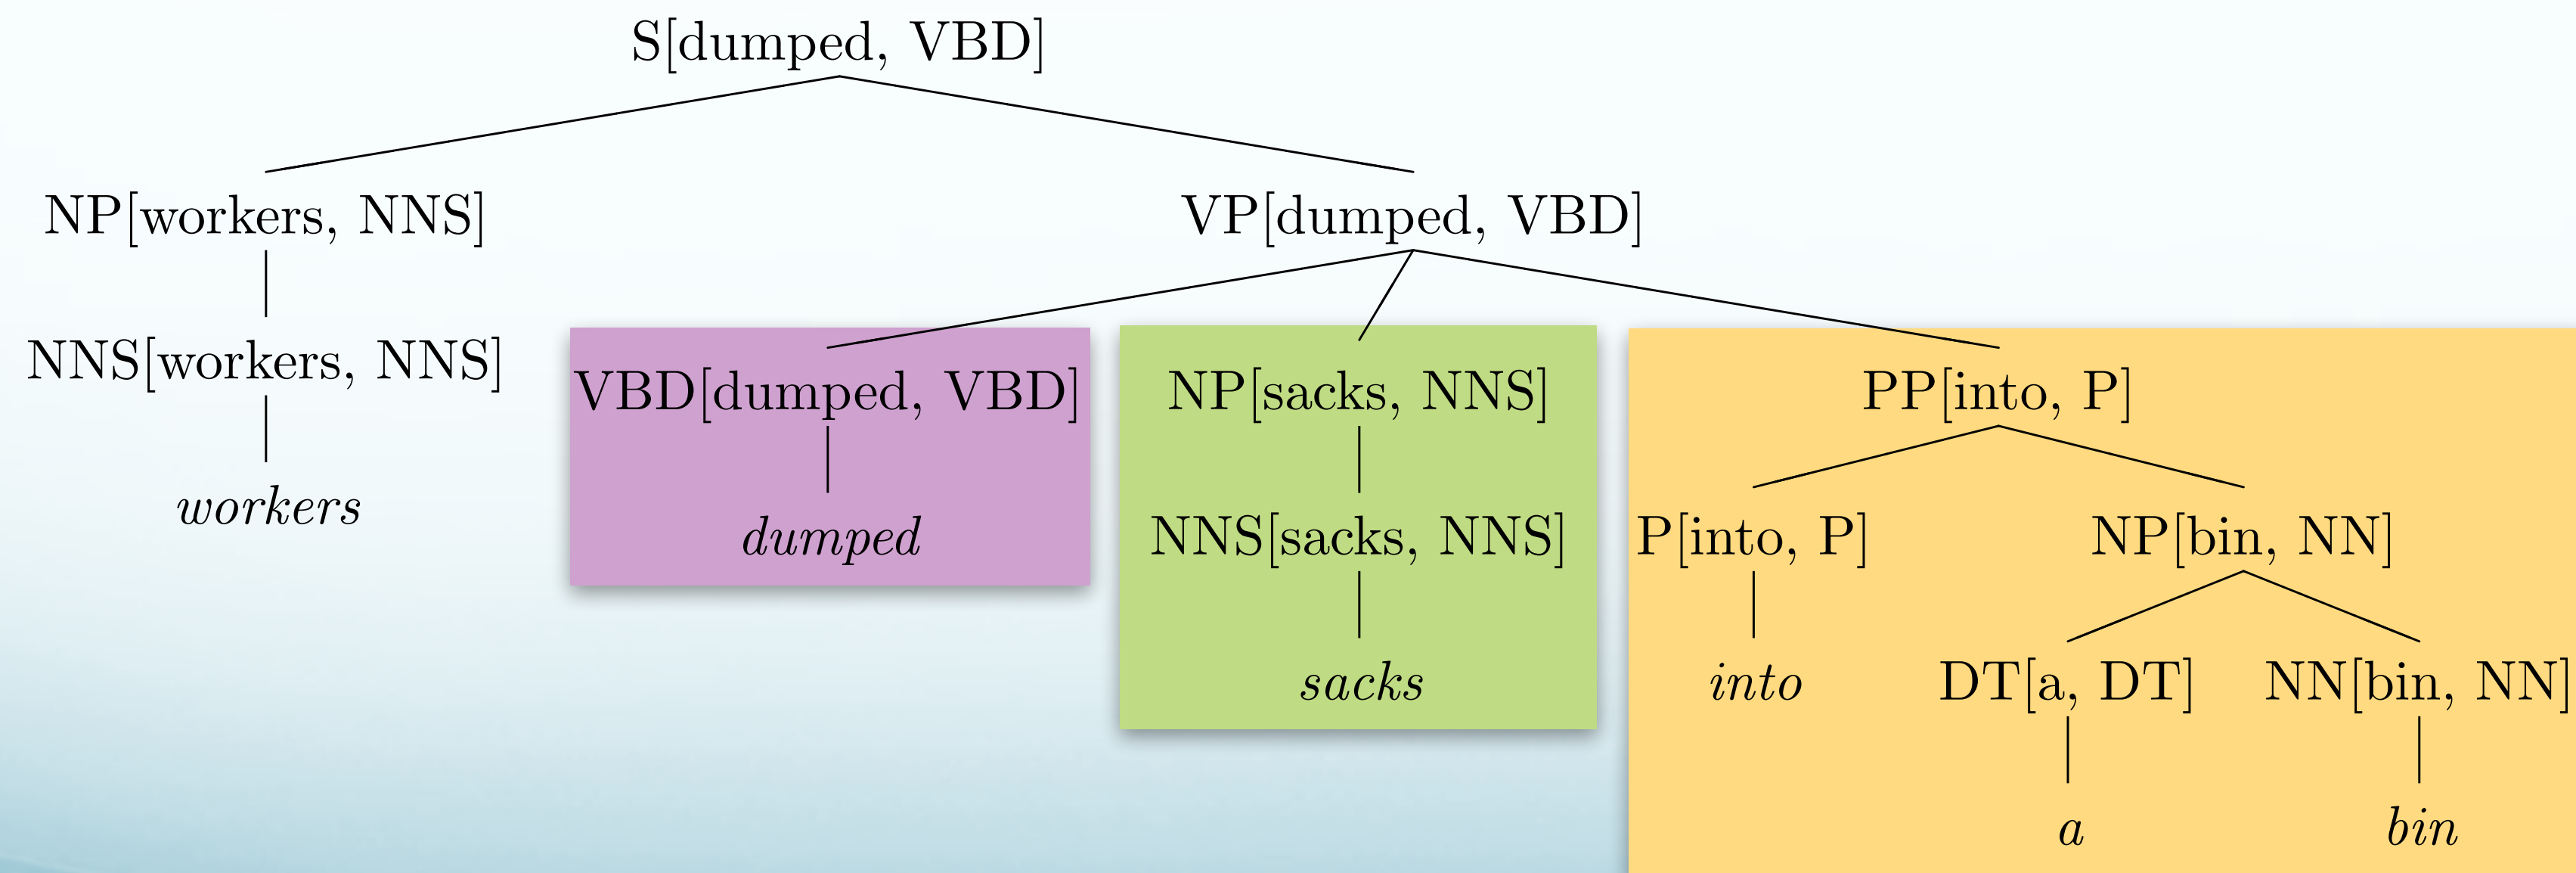 S[dumped, VBD]
NP[workers, NNS] VP[dumped, VBD]
NNS[workers, NNS] VBD[dumped, VBD] NP[sacks, NNS] PP[into, P]
workers dumped NNS[sacks, NNS] P[into, P] NP[bin, NN]
sacks into DT[a, DT] NN[bin, NN]
a bin